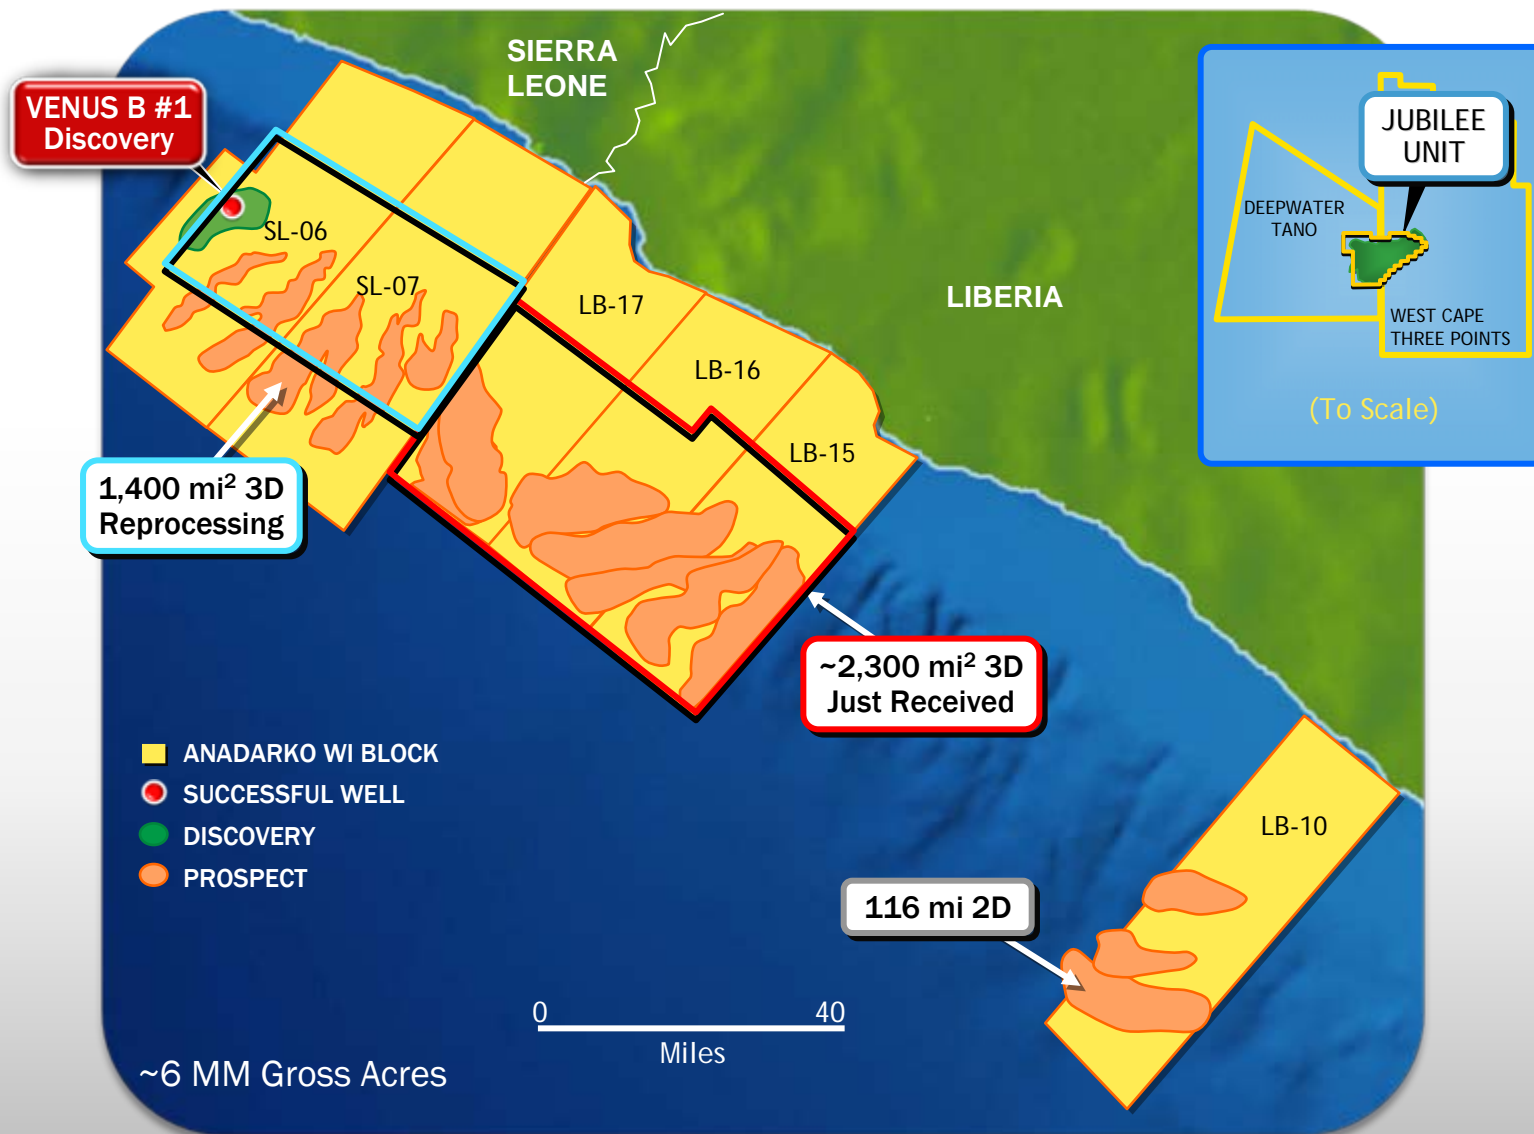 SIERRA
LEONE
VENUS B #1
Discovery
JUBILEE
UNIT
DEEPWATER
TANO
WEST CAPE
THREE POINTS
(To Scale)
SL-06
SL-07
LB-17
LIBERIA
LB-16
LB-15
1,400 mi² 3D
Reprocessing
~2,300 mi² 3D
Just Received
ANADARKO WI BLOCK
SUCCESSFUL WELL
DISCOVERY
PROSPECT
LB-10
116 mi 2D
0 40
Miles
~6 MM Gross Acres